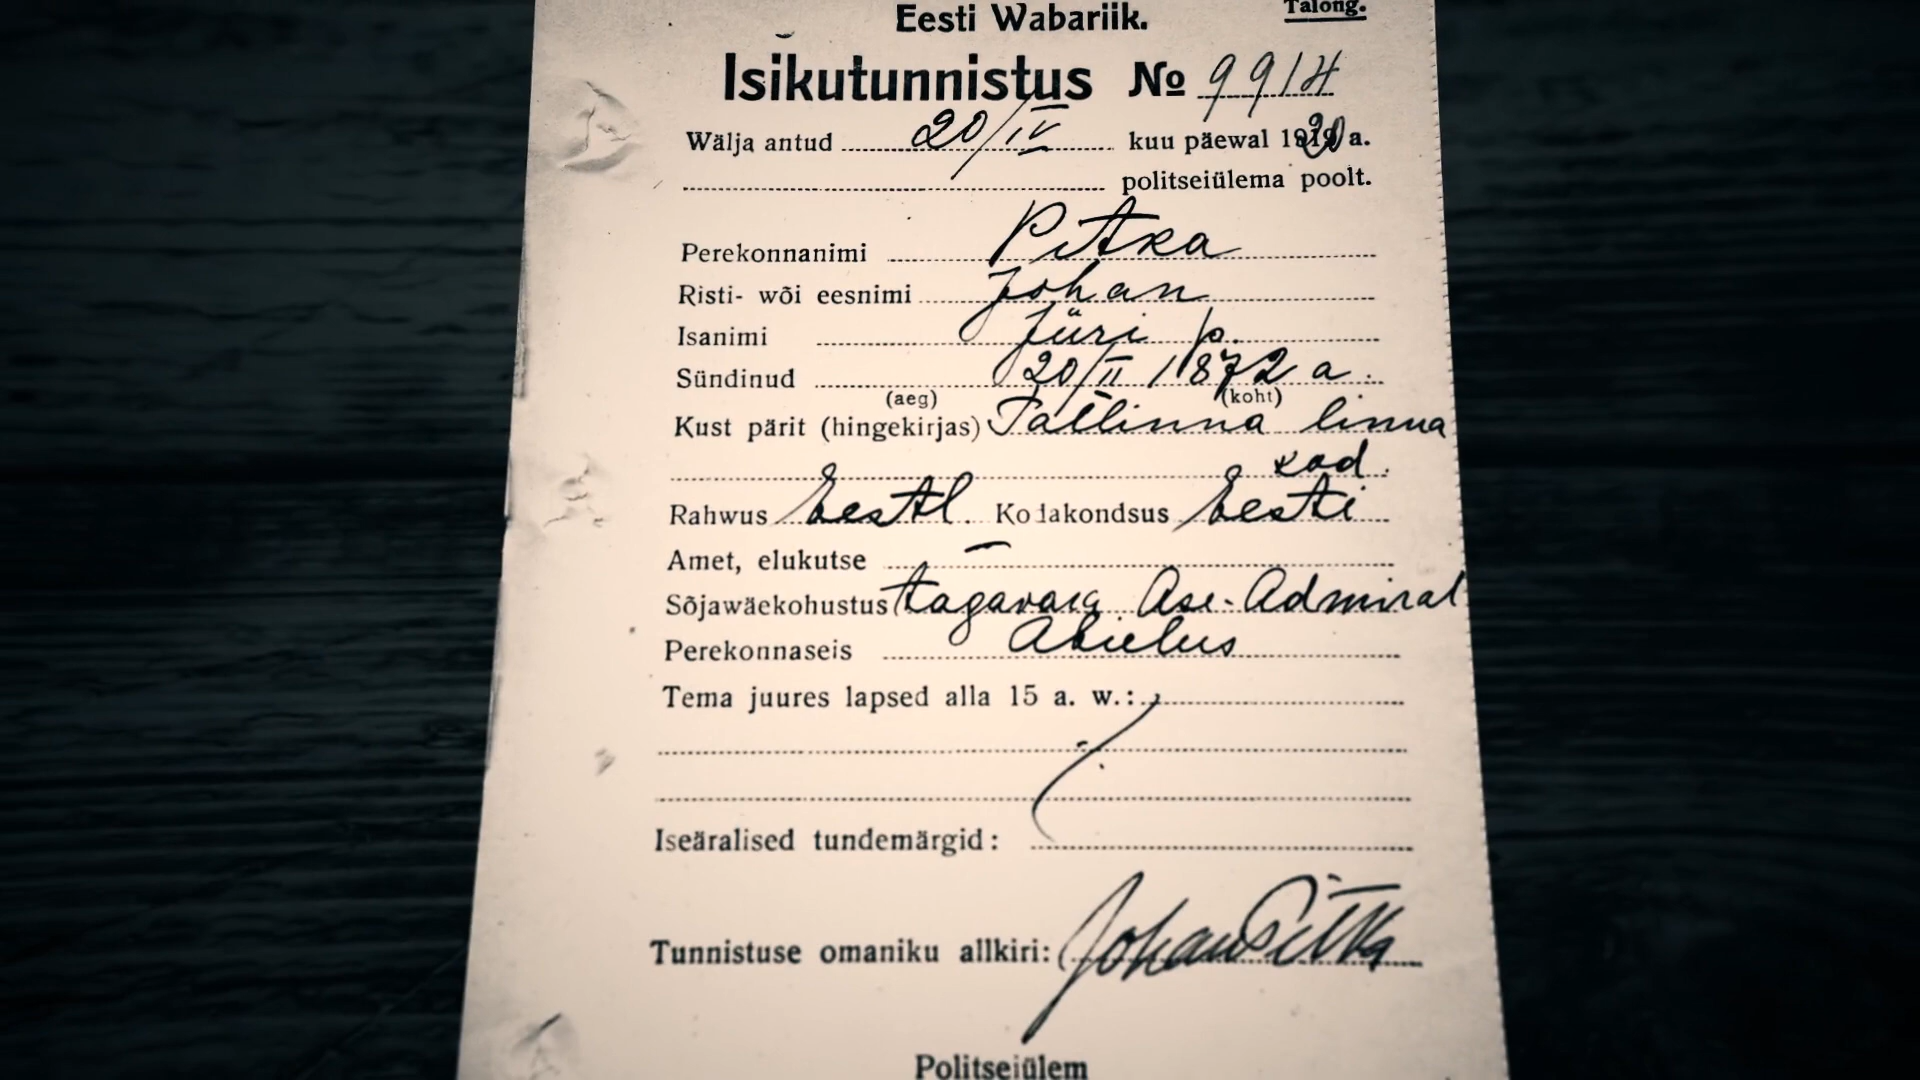 Talong.
Eesti Wabariik.
Isikutunnistus No 9914
Wälja antud 20/IV kuu päewal 1920 a.
politseiülema poolt.
Perekonnanimi Pitka
Risti- wõi eesnimi Johan
Isanimi Jüri p.
Sündinud 20/II 1872 a.
(aeg) (koht)
Kust pärit (hingekirjas) Tallinna linna
kod.
Rahwus Eestl. Kodakondsus Eesti
Amet, elukutse —
Sõjawäekohustus tagavara Ase-Admiral
Perekonnaseis Abielus
Tema juures lapsed alla 15 a. w.:
Iseäralised tundemärgid:
Tunnistuse omaniku allkiri: Johan Pitka
Politseiülem